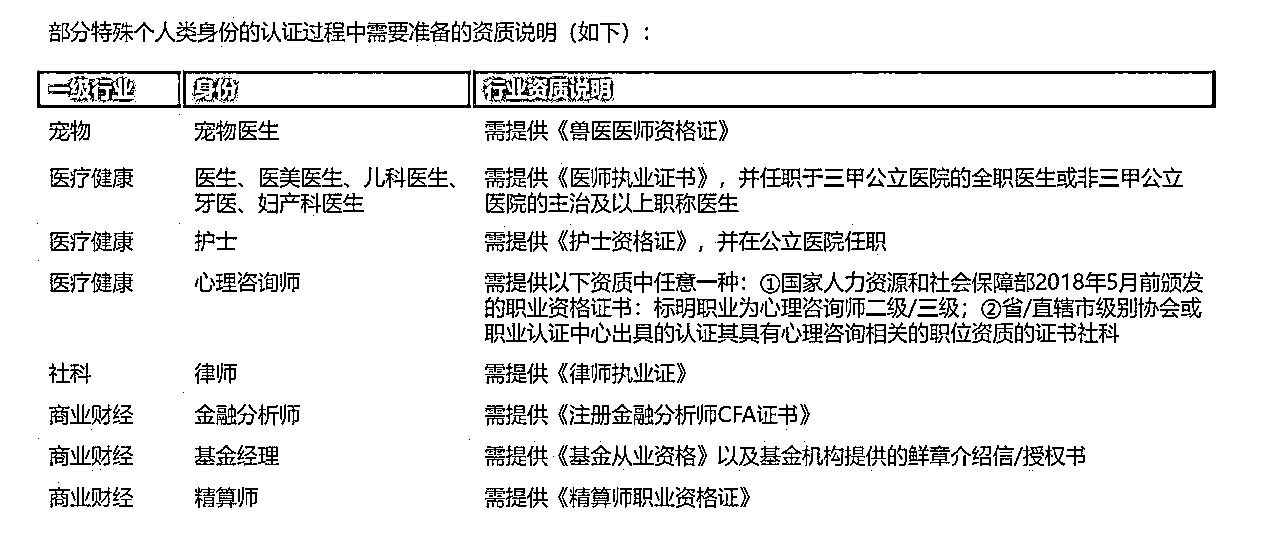 部分特殊个人类身份的认证过程中需要准备的资质说明（如下）：
一级行业 身份 行业资质说明
宠物 宠物医生 需提供《兽医医师资格证》
医疗健康 医生、医美医生、儿科医生、 需提供《医师执业证书》，并任职于三甲公立医院的全职医生或非三甲公立
牙医、妇产科医生 医院的主治及以上职称医生
医疗健康 护士 需提供《护士资格证》，并在公立医院任职
医疗健康 心理咨询师 需提供以下资质中任意一种：①国家人力资源和社会保障部2018年5月前颁发
的职业资格证书：标明职业为心理咨询师二级/三级；②省/直辖市级别协会或
职业认证中心出具的认证其具有心理咨询相关的职位资质的证书社科
社科 律师 需提供《律师执业证》
商业财经 金融分析师 需提供《注册金融分析师CFA证书》
商业财经 基金经理 需提供《基金从业资格》以及基金机构提供的鲜章介绍信/授权书
商业财经 精算师 需提供《精算师职业资格证》